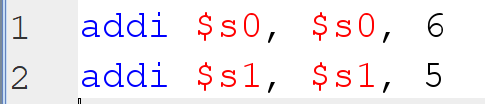 1 addi $s0, $s0, 6
2 addi $s1, $s1, 5